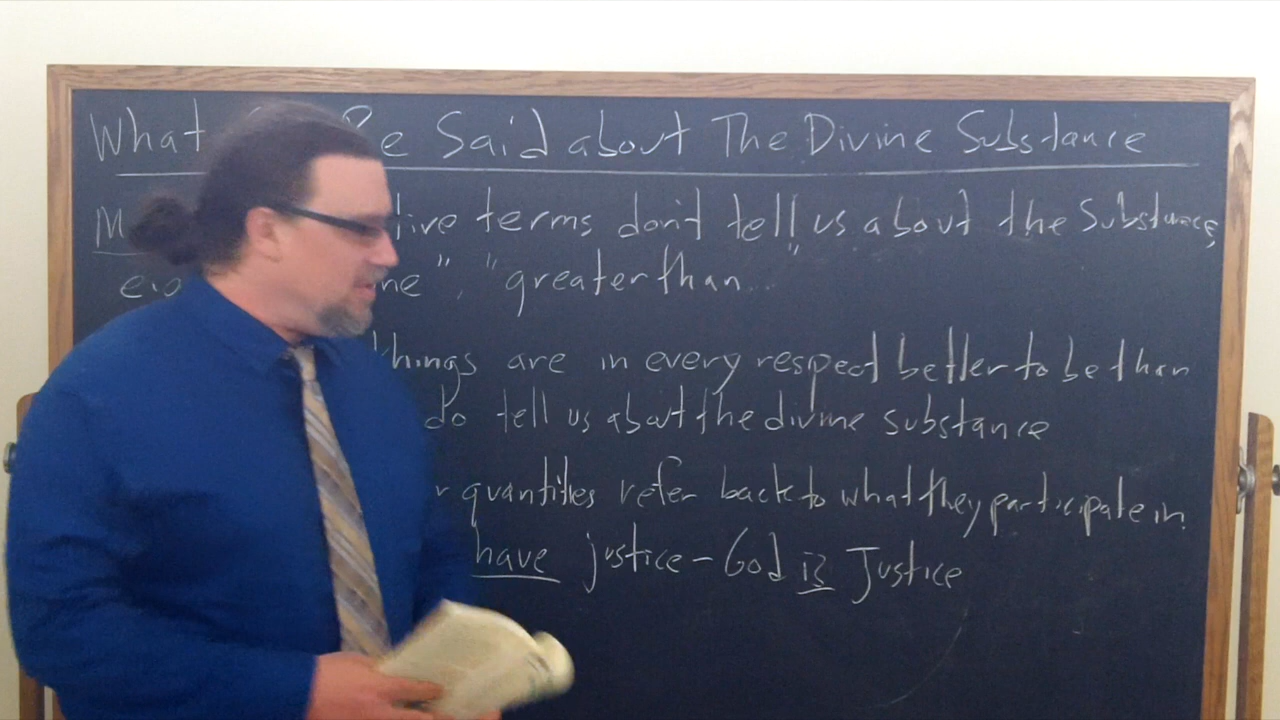 What Be Said about The Divine Substance
M tive terms don't tell us about the Substance,
e.g. ne", "greater than..."
things are in every respect better to be than
do tell us about the divine substance
r quantities refer back to what they participate in.
have justice – God is Justice